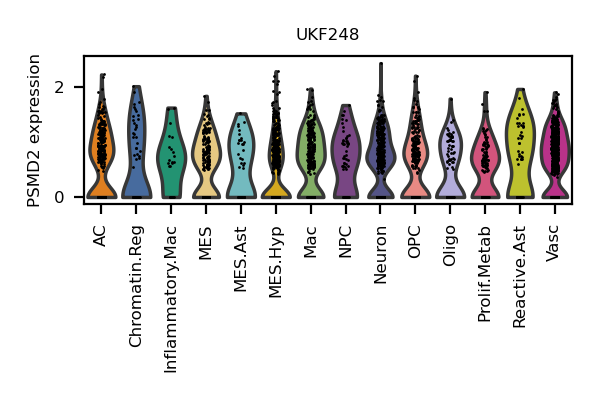 UKF248
PSMD2 expression
2
0
AC
Chromatin.Reg
Inflammatory.Mac
MES
MES.Ast
MES.Hyp
Mac
NPC
Neuron
OPC
Oligo
Prolif.Metab
Reactive.Ast
Vasc